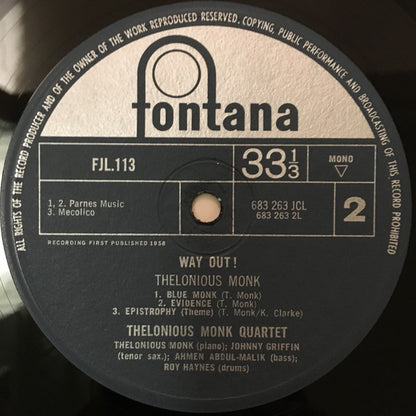 ALL RIGHTS OF THE RECORD PRODUCER AND OF THE OWNER OF THE WORK REPRODUCED RESERVED. COPYING, PUBLIC PERFORMANCE AND BROADCASTING OF THIS RECORD PROHIBITED
fontana
FJL.113
33⅓
MONO
1, 2. Parnes Music
3. Mecolico
683 263 JCL
683 263 2L
2
RECORDING FIRST PUBLISHED 1958
WAY OUT!
THELONIOUS MONK
1. BLUE MONK (T. Monk)
2. EVIDENCE (T. Monk)
3. EPISTROPHY (Theme) (T. Monk/K. Clarke)
THELONIOUS MONK QUARTET
THELONIOUS MONK (piano); JOHNNY GRIFFIN
(tenor sax.); AHMEN ABDUL-MALIK (bass);
ROY HAYNES (drums)